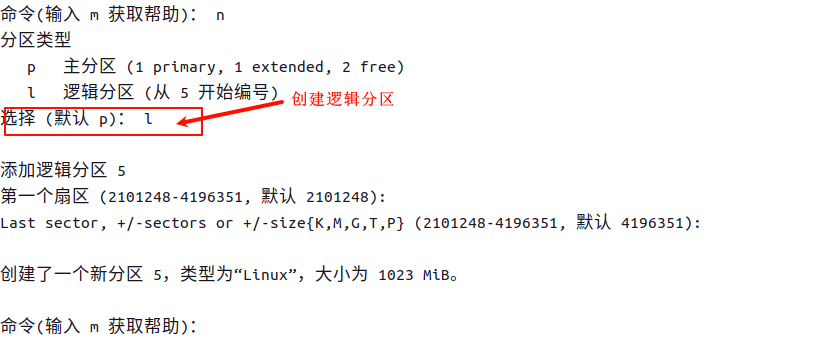 命令(输入 m 获取帮助)： n
分区类型
p 主分区 (1 primary, 1 extended, 2 free)
l 逻辑分区 (从 5 开始编号)
选择 (默认 p)： l
创建逻辑分区
添加逻辑分区 5
第一个扇区 (2101248-4196351, 默认 2101248):
Last sector, +/-sectors or +/-size{K,M,G,T,P} (2101248-4196351, 默认 4196351):
创建了一个新分区 5，类型为“Linux”，大小为 1023 MiB。
命令(输入 m 获取帮助)：